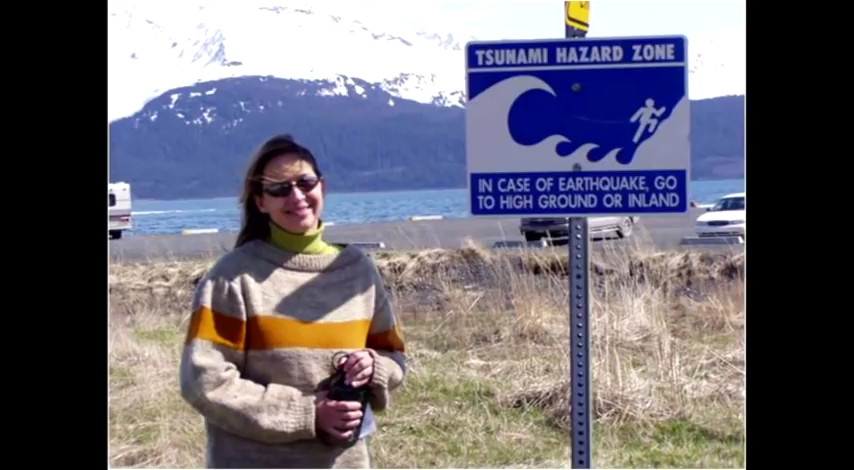 TSUNAMI HAZARD ZONE
IN CASE OF EARTHQUAKE, GO
TO HIGH GROUND OR INLAND